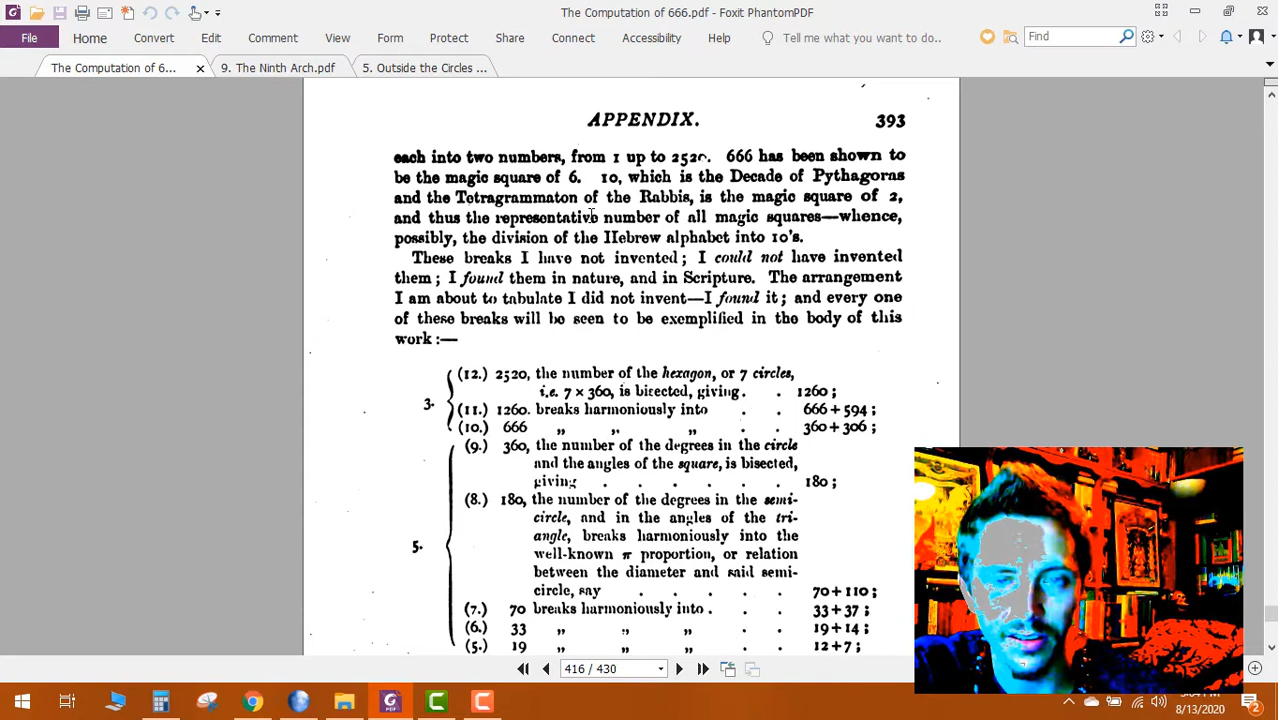 The Computation of 666.pdf - Foxit PhantomPDF
File Home Convert Edit Comment View Form Protect Share Connect Accessibility Help Tell me what you want to do.. Find
The Computation of 6... 9. The Ninth Arch.pdf 5. Outside the Circles ...
APPENDIX. 393
each into two numbers, from 1 up to 2520. 666 has been shown to
be the magic square of 6. 10, which is the Decade of Pythagoras
and the Tetragrammaton of the Rabbis, is the magic square of 2,
and thus the representative number of all magic squares—whence,
possibly, the division of the Hebrew alphabet into 10's.
These breaks I have not invented; I could not have invented
them; I found them in nature, and in Scripture. The arrangement
I am about to tabulate I did not invent—I found it; and every one
of these breaks will be seen to be exemplified in the body of this
work:—
(12.) 2520, the number of the hexagon, or 7 circles,
i.e. 7 × 360, is bisected, giving . . 1260;
3. (11.) 1260. breaks harmoniously into . . 666 + 594;
(10.) 666 „ „ „ . . 360 + 306;
(9.) 360, the number of the degrees in the circle
and the angles of the square, is bisected,
giving . . . . . . 180;
(8.) 180, the number of the degrees in the semi-
circle, and in the angles of the tri-
angle, breaks harmoniously into the
5. well-known π proportion, or relation
between the diameter and said semi-
circle, say . . . . . 70 + 110;
(7.) 70 breaks harmoniously into . . . 33 + 37;
(6.) 33 „ „ „ . . 19 + 14;
(5.) 19 „ „ „ . . 12 + 7;
416 / 430
8/13/2020
2